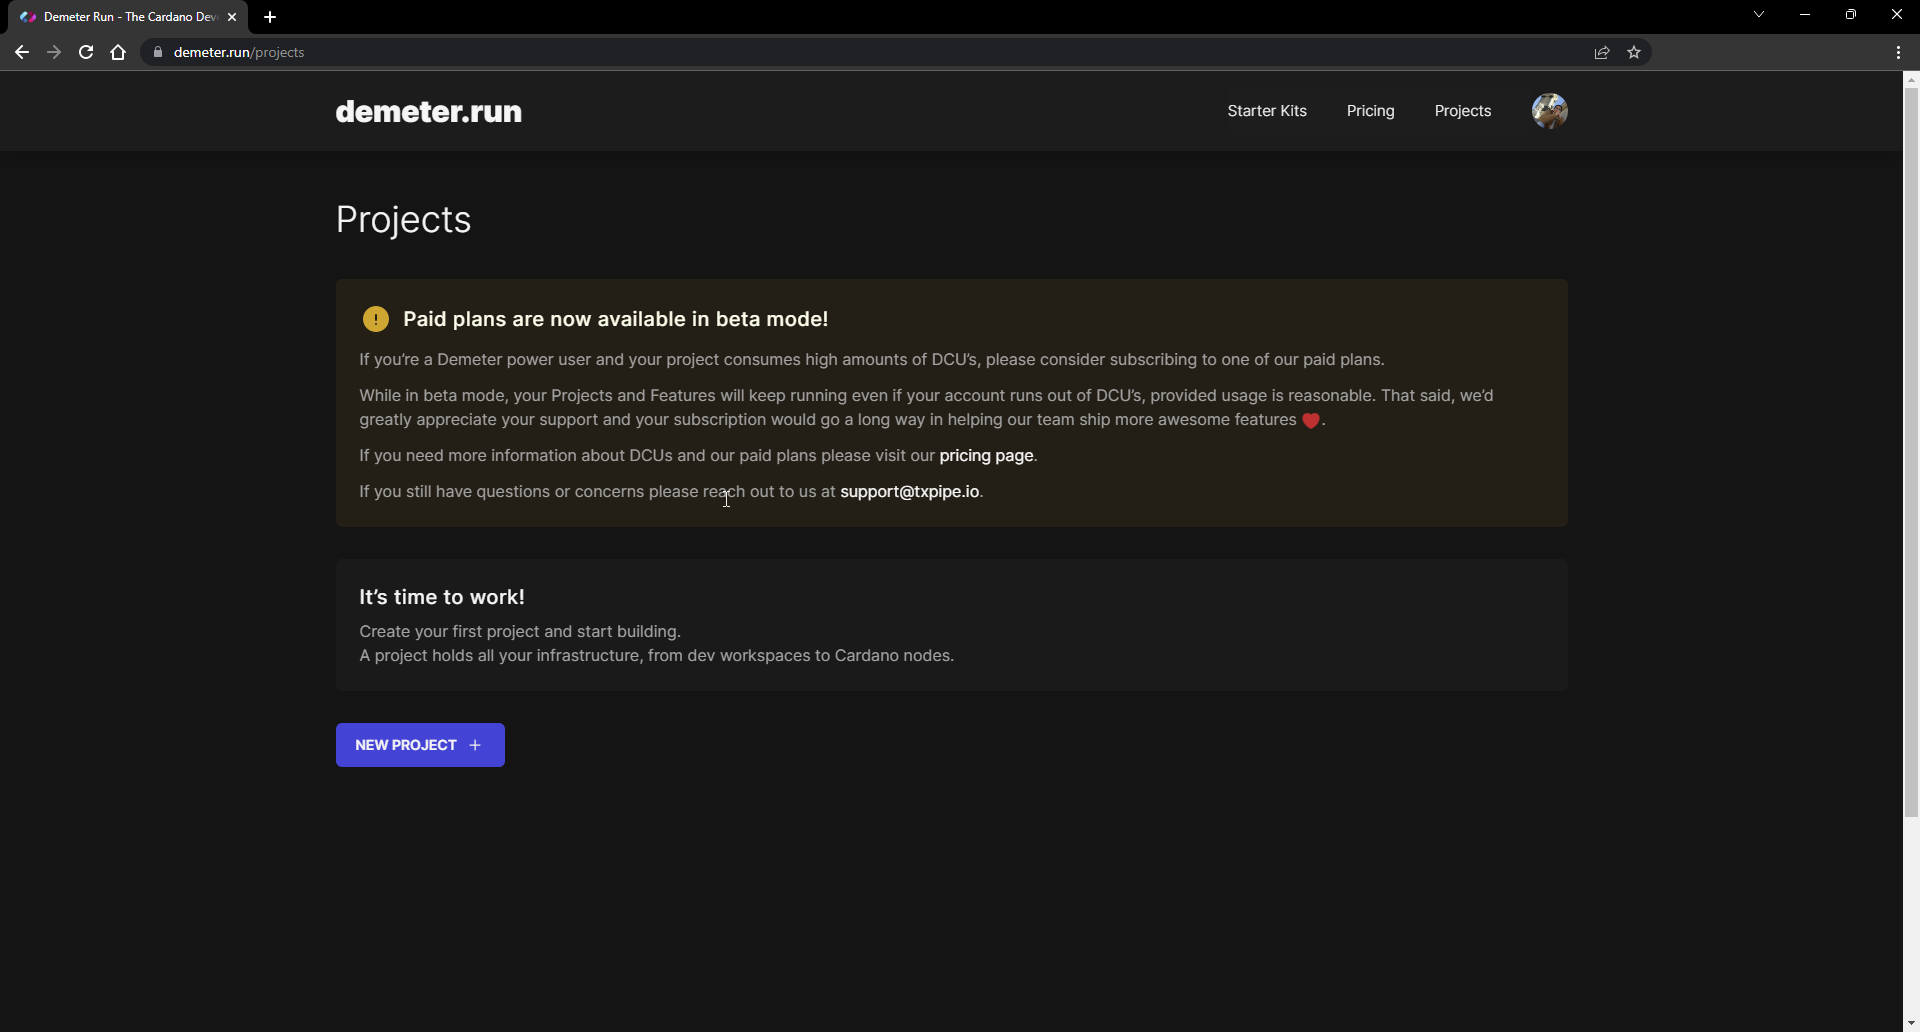 Demeter Run - The Cardano Dev
demeter.run/projects
demeter.run
Starter Kits
Pricing
Projects
Projects
Paid plans are now available in beta mode!
If you’re a Demeter power user and your project consumes high amounts of DCU’s, please consider subscribing to one of our paid plans.
While in beta mode, your Projects and Features will keep running even if your account runs out of DCU’s, provided usage is reasonable. That said, we’d
greatly appreciate your support and your subscription would go a long way in helping our team ship more awesome features ❤️.
If you need more information about DCUs and our paid plans please visit our pricing page.
If you still have questions or concerns please reach out to us at support@txpipe.io.
It’s time to work!
Create your first project and start building.
A project holds all your infrastructure, from dev workspaces to Cardano nodes.
NEW PROJECT +